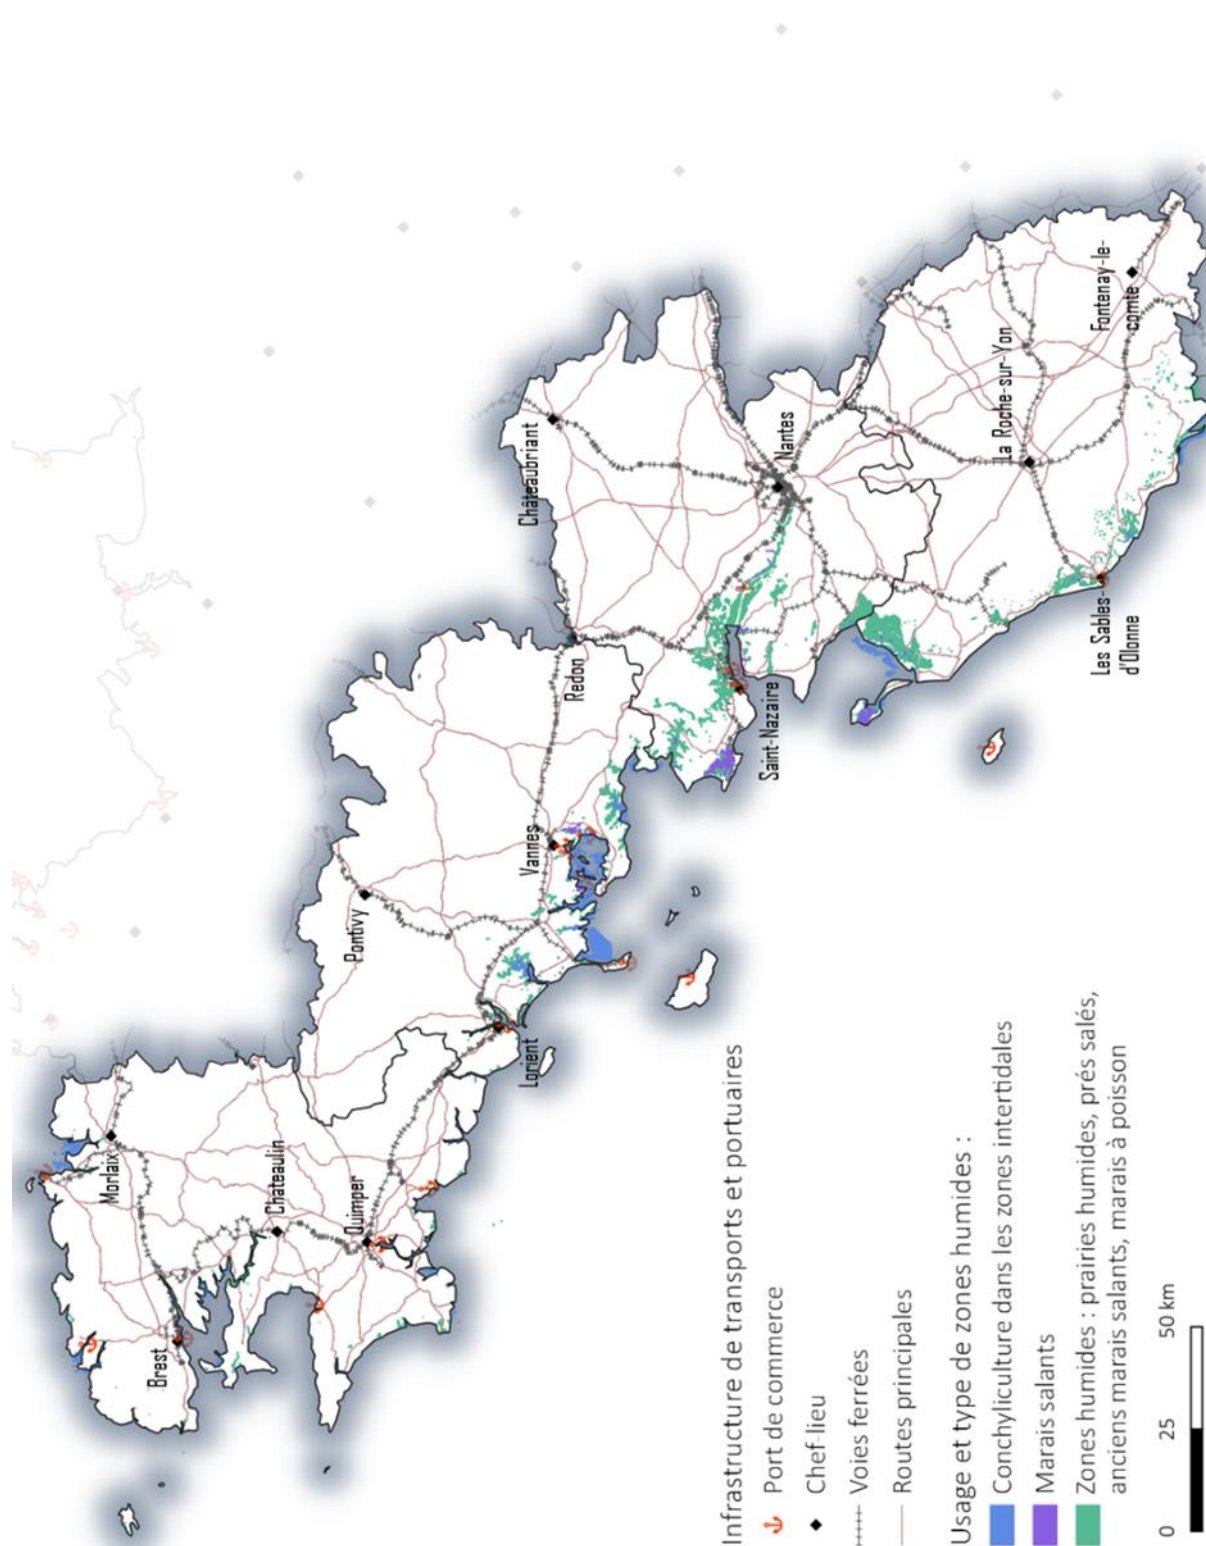 Morlaix
Brest
Chateaulin
Quimper
Pontivy
Lorient
Vannes
Redon
Châteaubriant
Saint-Nazaire
Nantes
La Roche-sur-Yon
Les Sables-
d'Olonne
Fontenay-le-
comte
Infrastructure de transports et portuaires
Port de commerce
Chef-lieu
Voies ferrées
Routes principales
Usage et type de zones humides :
Conchyliculture dans les zones intertidales
Marais salants
Zones humides : prairies humides, prés salés,
anciens marais salants, marais à poisson
0 25 50 km